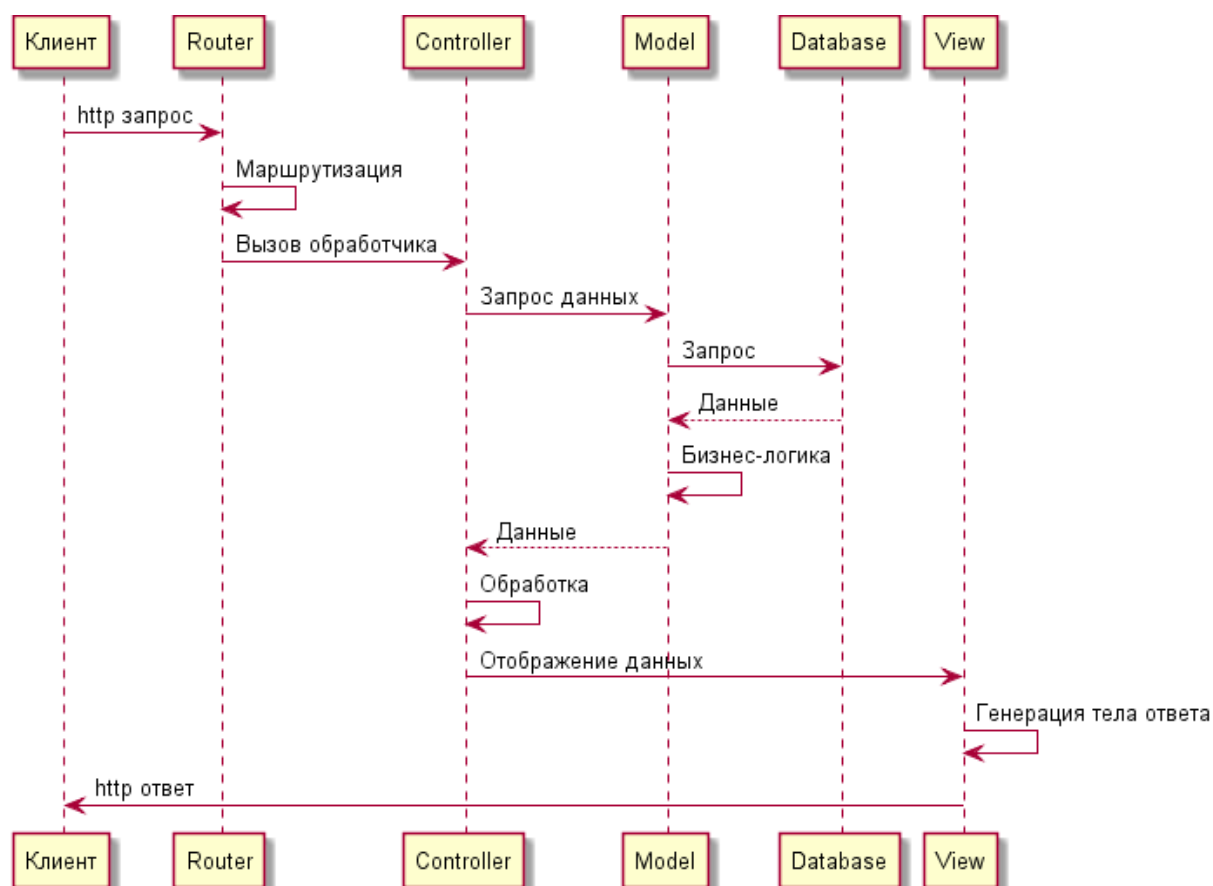 Клиент
Router
Controller
Model
Database
View
http запрос
Маршрутизация
Вызов обработчика
Запрос данных
Запрос
Данные
Бизнес-логика
Данные
Обработка
Отображение данных
Генерация тела ответа
http ответ
Клиент
Router
Controller
Model
Database
View